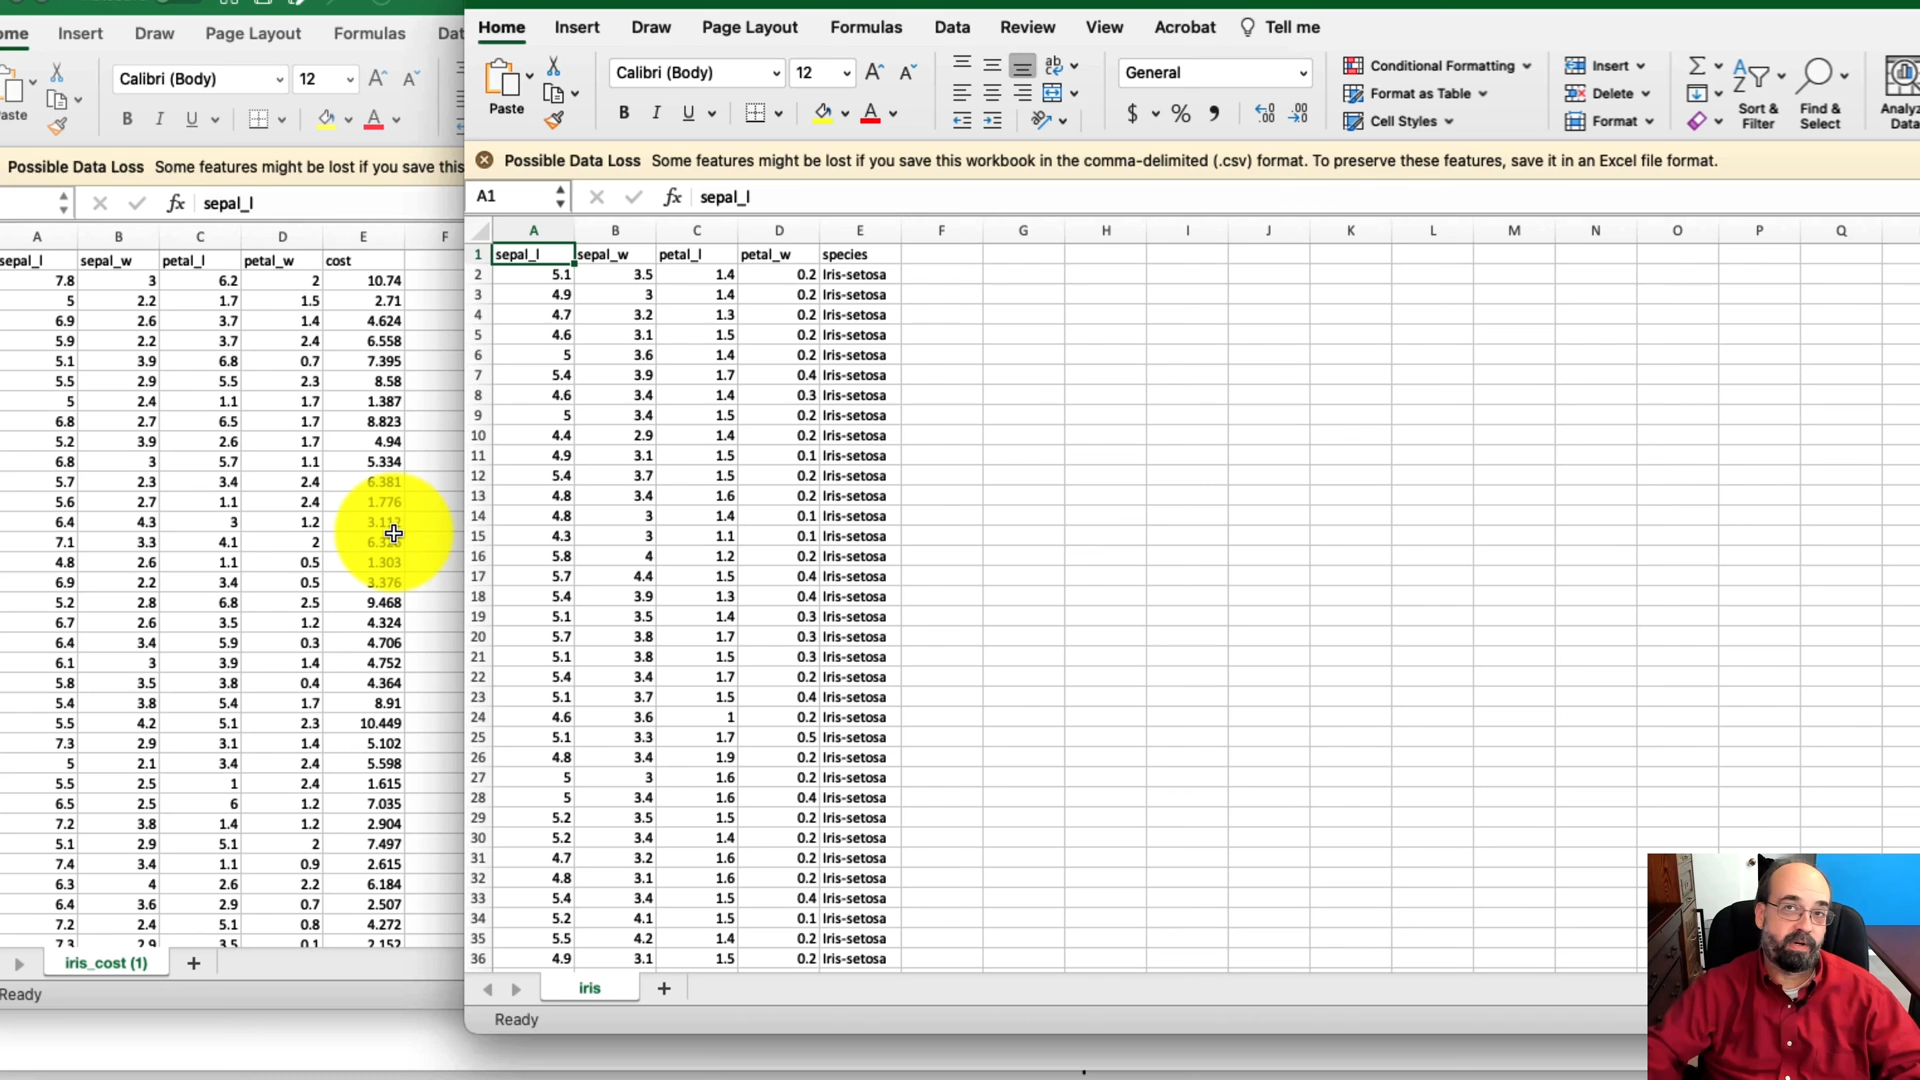 ome Insert Draw Page Layout Formulas Dat
Calibri (Body) 12
aste B I U A
Possible Data Loss Some features might be lost if you save this
fx sepal_l
A B C D E F
sepal_l sepal_w petal_l petal_w cost
7.8 3 6.2 2 10.74
5 2.2 1.7 1.5 2.71
6.9 2.6 3.7 1.4 4.624
5.9 2.2 3.7 2.4 6.558
5.1 3.9 6.8 0.7 7.395
5.5 2.9 5.5 2.3 8.58
5 2.4 1.1 1.7 1.387
6.8 2.7 6.5 1.7 8.823
5.2 3.9 2.6 1.7 4.94
6.8 3 5.7 1.1 5.334
5.7 2.3 3.4 2.4 6.381
5.6 2.7 1.1 2.4 1.776
6.4 4.3 3 1.2
7.1 3.3 4.1 2
4.8 2.6 1.1 0.5 1.303
6.9 2.2 3.4 0.5 3.376
5.2 2.8 6.8 2.5 9.468
6.7 2.6 3.5 1.2 4.324
6.4 3.4 5.9 0.3 4.706
6.1 3 3.9 1.4 4.752
5.8 3.5 3.8 0.4 4.364
5.4 3.8 5.4 1.7 8.91
5.5 4.2 5.1 2.3 10.449
7.3 2.9 3.1 1.4 5.102
5 2.1 3.4 2.4 5.598
5.5 2.5 1 2.4 1.615
6.5 2.5 6 1.2 7.035
7.2 3.8 1.4 1.2 2.904
5.1 2.9 5.1 2 7.497
7.4 3.4 1.1 0.9 2.615
6.3 4 2.6 2.2 6.184
6.4 3.6 2.9 0.7 2.507
7.2 2.4 5.1 0.8 4.272
7.3 2.9 3.5 0.1 2.152
iris_cost (1) +
Ready
Home Insert Draw Page Layout Formulas Data Review View Acrobat Tell me
Calibri (Body) 12 General Conditional Formatting Insert
Format as Table Delete
Paste B I U A $ % Cell Styles Format Sort & Filter Find & Select Analyz Data
Possible Data Loss Some features might be lost if you save this workbook in the comma-delimited (.csv) format. To preserve these features, save it in an Excel file format.
A1 fx sepal_l
A B C D E F G H I J K L M N O P Q
1 sepal_l sepal_w petal_l petal_w species
2 5.1 3.5 1.4 0.2 Iris-setosa
3 4.9 3 1.4 0.2 Iris-setosa
4 4.7 3.2 1.3 0.2 Iris-setosa
5 4.6 3.1 1.5 0.2 Iris-setosa
6 5 3.6 1.4 0.2 Iris-setosa
7 5.4 3.9 1.7 0.4 Iris-setosa
8 4.6 3.4 1.4 0.3 Iris-setosa
9 5 3.4 1.5 0.2 Iris-setosa
10 4.4 2.9 1.4 0.2 Iris-setosa
11 4.9 3.1 1.5 0.1 Iris-setosa
12 5.4 3.7 1.5 0.2 Iris-setosa
13 4.8 3.4 1.6 0.2 Iris-setosa
14 4.8 3 1.4 0.1 Iris-setosa
15 4.3 3 1.1 0.1 Iris-setosa
16 5.8 4 1.2 0.2 Iris-setosa
17 5.7 4.4 1.5 0.4 Iris-setosa
18 5.4 3.9 1.3 0.4 Iris-setosa
19 5.1 3.5 1.4 0.3 Iris-setosa
20 5.7 3.8 1.7 0.3 Iris-setosa
21 5.1 3.8 1.5 0.3 Iris-setosa
22 5.4 3.4 1.7 0.2 Iris-setosa
23 5.1 3.7 1.5 0.4 Iris-setosa
24 4.6 3.6 1 0.2 Iris-setosa
25 5.1 3.3 1.7 0.5 Iris-setosa
26 4.8 3.4 1.9 0.2 Iris-setosa
27 5 3 1.6 0.2 Iris-setosa
28 5 3.4 1.6 0.4 Iris-setosa
29 5.2 3.5 1.5 0.2 Iris-setosa
30 5.2 3.4 1.4 0.2 Iris-setosa
31 4.7 3.2 1.6 0.2 Iris-setosa
32 4.8 3.1 1.6 0.2 Iris-setosa
33 5.4 3.4 1.5 0.4 Iris-setosa
34 5.2 4.1 1.5 0.1 Iris-setosa
35 5.5 4.2 1.4 0.2 Iris-setosa
36 4.9 3.1 1.5 0.2 Iris-setosa
iris +
Ready